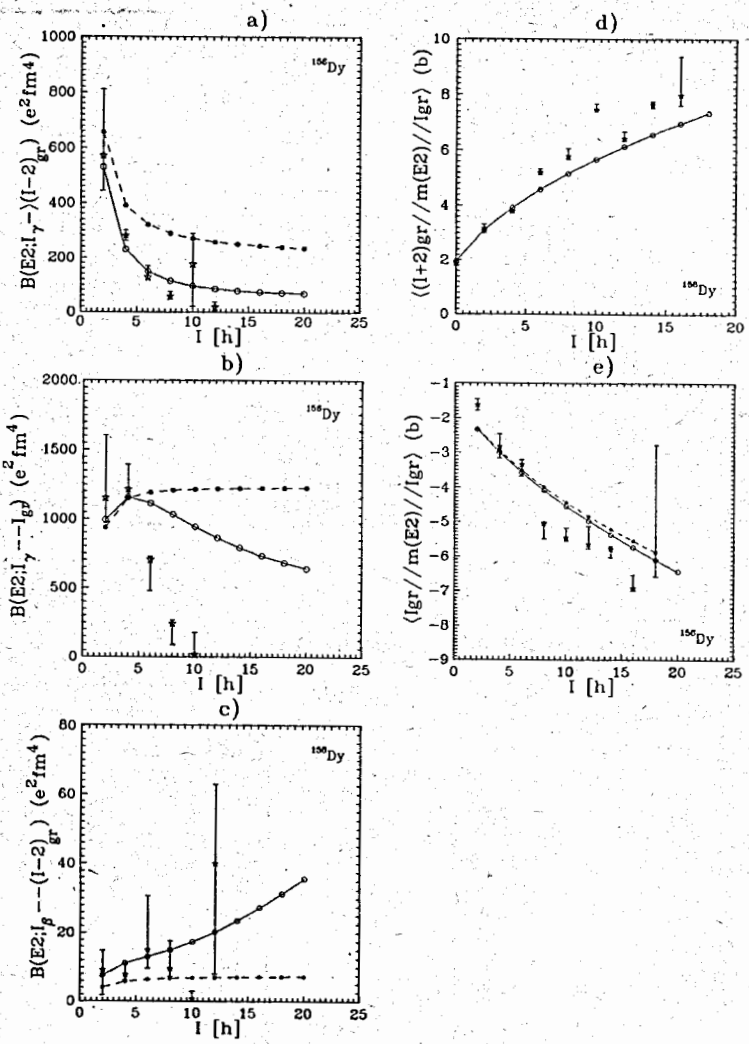 a)
1000
800
600
400
200
0
0 5 10 15 20 25
I [h]
B(E2;Iγ−⟩(I−2)gr) (e²fm⁴)
¹⁵⁶Dy
b)
2000
1500
1000
500
0
0 5 10 15 20 25
I [h]
B(E2;Iγ−−−Igr) (e²fm⁴)
¹⁵⁶Dy
c)
80
60
40
20
0
0 5 10 15 20 25
I [h]
B(E2;Iβ−−−(I−2)gr) (e²fm⁴)
¹⁵⁶Dy
d)
10
8
6
4
2
0
0 5 10 15 20 25
I [h]
⟨(I+2)gr//m(E2)//Igr⟩ (b)
¹⁵⁶Dy
e)
−1
−2
−3
−4
−5
−6
−7
−8
−9
0 5 10 15 20 25
I [h]
⟨Igr//m(E2)//Igr⟩ (b)
¹⁵⁶Dy